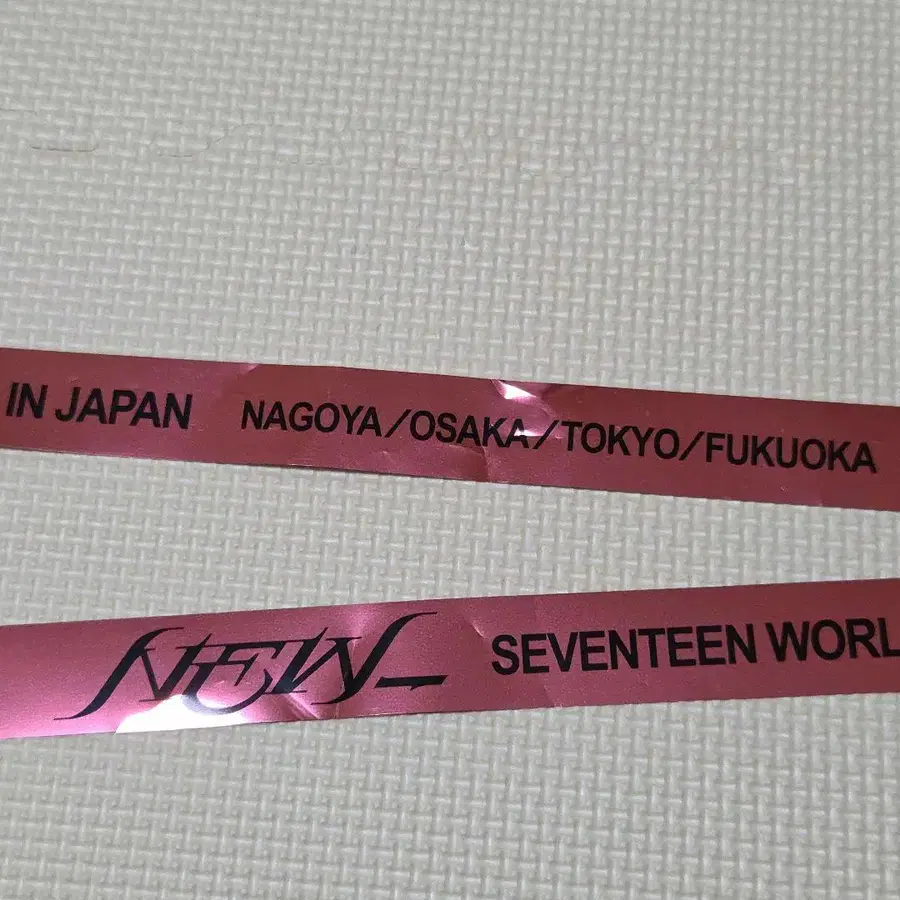 IN JAPAN NAGOYA/OSAKA/TOKYO/FUKUOKA
NEW_ SEVENTEEN WORL